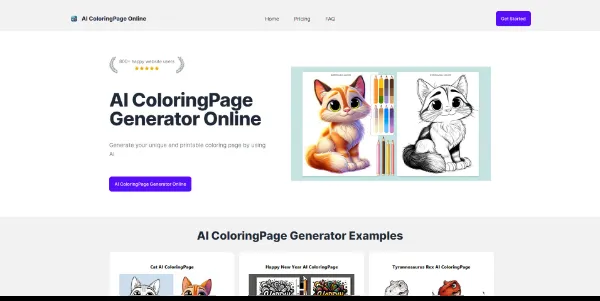 AI ColoringPage Online
Home
Pricing
FAQ
Get Started
800+ happy website users
AI ColoringPage
Generator Online
Generate your unique and printable coloring page by using
AI
AI ColoringPage Generator Online
AI ColoringPage Generator Examples
Cat AI ColoringPage
Happy New Year AI ColoringPage
Tyrannosaurus Rex AI ColoringPage